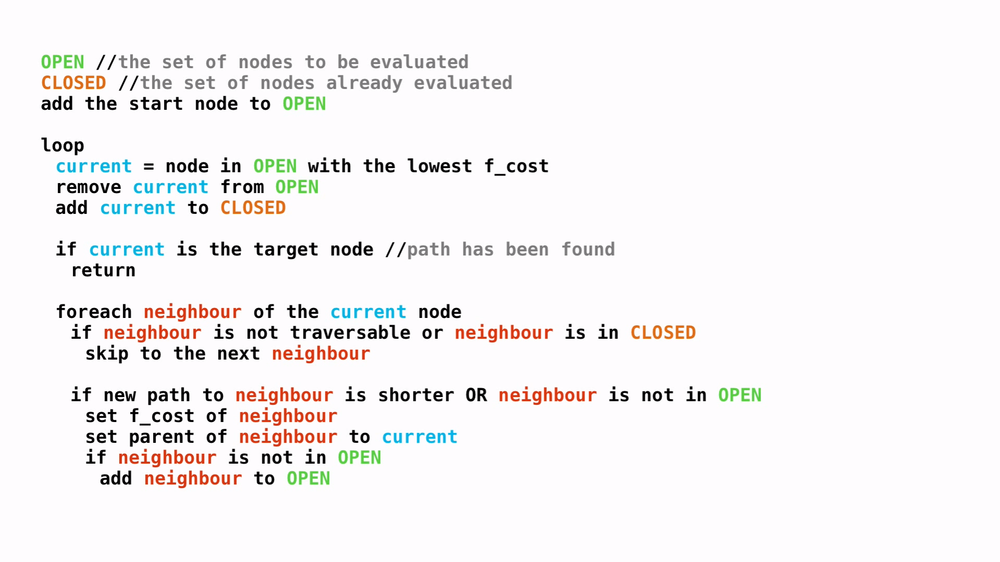 OPEN //the set of nodes to be evaluated
CLOSED //the set of nodes already evaluated
add the start node to OPEN
loop
current = node in OPEN with the lowest f_cost
remove current from OPEN
add current to CLOSED
if current is the target node //path has been found
return
foreach neighbour of the current node
if neighbour is not traversable or neighbour is in CLOSED
skip to the next neighbour
if new path to neighbour is shorter OR neighbour is not in OPEN
set f_cost of neighbour
set parent of neighbour to current
if neighbour is not in OPEN
add neighbour to OPEN